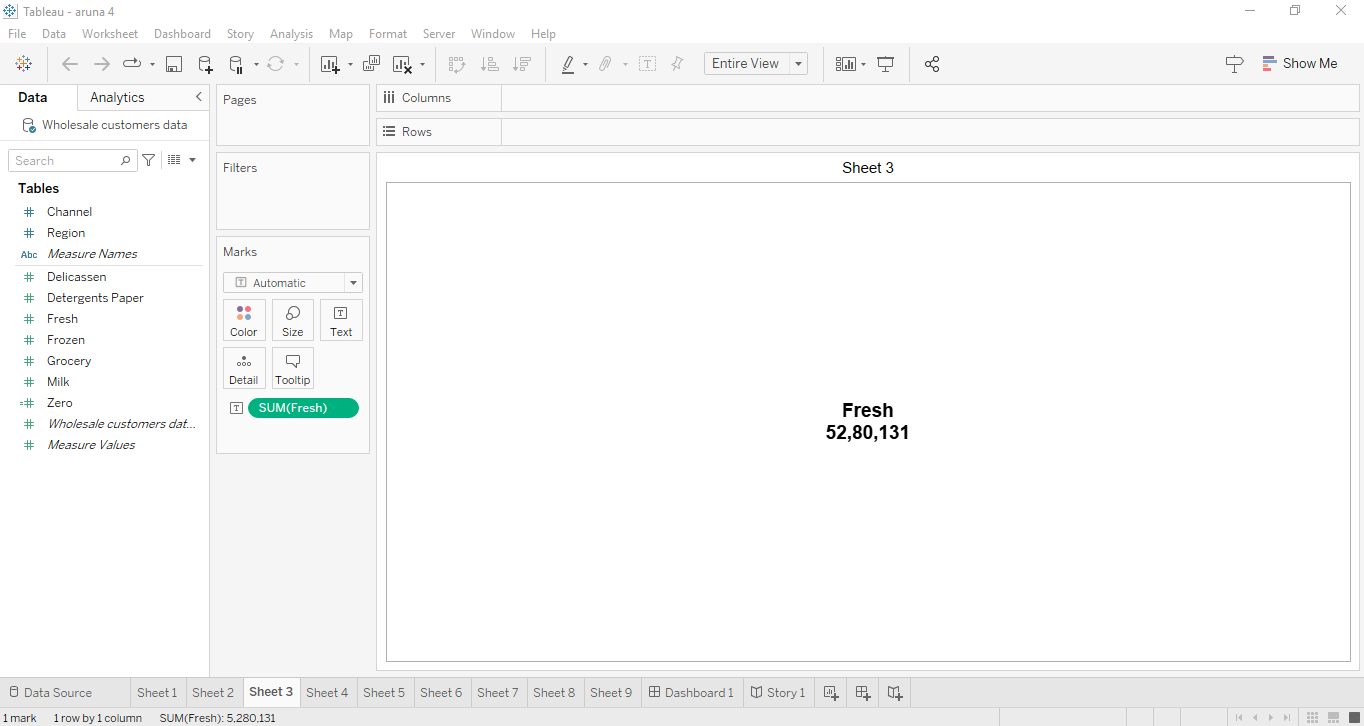 Tableau - aruna 4
File Data Worksheet Dashboard Story Analysis Map Format Server Window Help
Entire View
Show Me
Data Analytics
Wholesale customers data
Search
Tables
Channel
Region
Abc Measure Names
Delicassen
Detergents Paper
Fresh
Frozen
Grocery
Milk
Zero
Wholesale customers dat...
Measure Values
Pages
Filters
Marks
T Automatic
Color Size T Text
Detail Tooltip
T SUM(Fresh)
Columns
Rows
Sheet 3
Fresh
52,80,131
Data Source Sheet 1 Sheet 2 Sheet 3 Sheet 4 Sheet 5 Sheet 6 Sheet 7 Sheet 8 Sheet 9 Dashboard 1 Story 1
1 mark 1 row by 1 column SUM(Fresh): 5,280,131